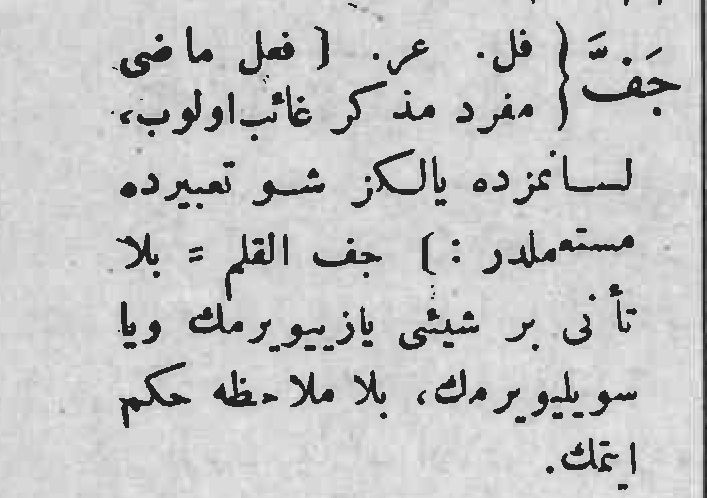 جَفَّ { فل. عر. [ فعل ماضی
مفرد مذکر غائب اولوب،
لسانمزده یالکز شو تعبیرده
مستعملدر : ] جف القلم = بلا
تأنی بر شیئی یازییویرمك ویا
سویلیویرمك، بلا ملاحظه حکم
ایتمك.